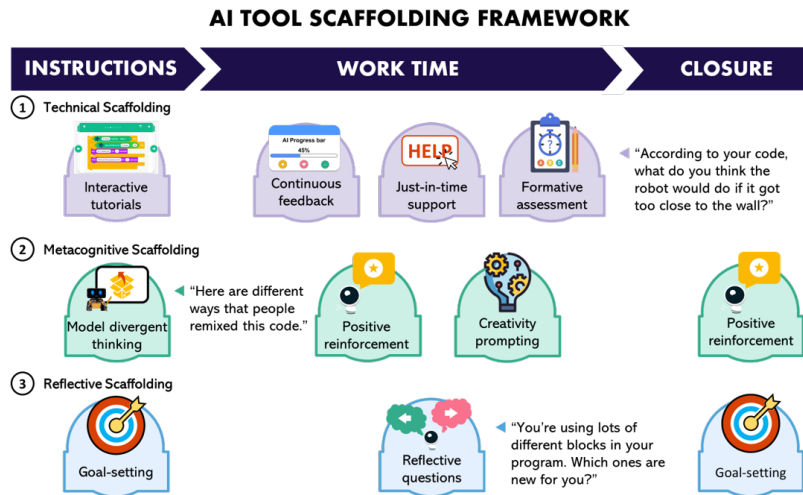 AI TOOL SCAFFOLDING FRAMEWORK
INSTRUCTIONS
WORK TIME
CLOSURE
1 Technical Scaffolding
Interactive
tutorials
AI Progress bar
45%
Continuous
feedback
HELP
Just-in-time
support
?
Formative
assessment
“According to your code,
what do you think the
robot would do if it got
too close to the wall?”
2 Metacognitive Scaffolding
Model divergent
thinking
“Here are different
ways that people
remixed this code.”
Positive
reinforcement
Creativity
prompting
Positive
reinforcement
3 Reflective Scaffolding
Goal-setting
Reflective
questions
“You’re using lots of
different blocks in your
program. Which ones are
new for you?”
Goal-setting